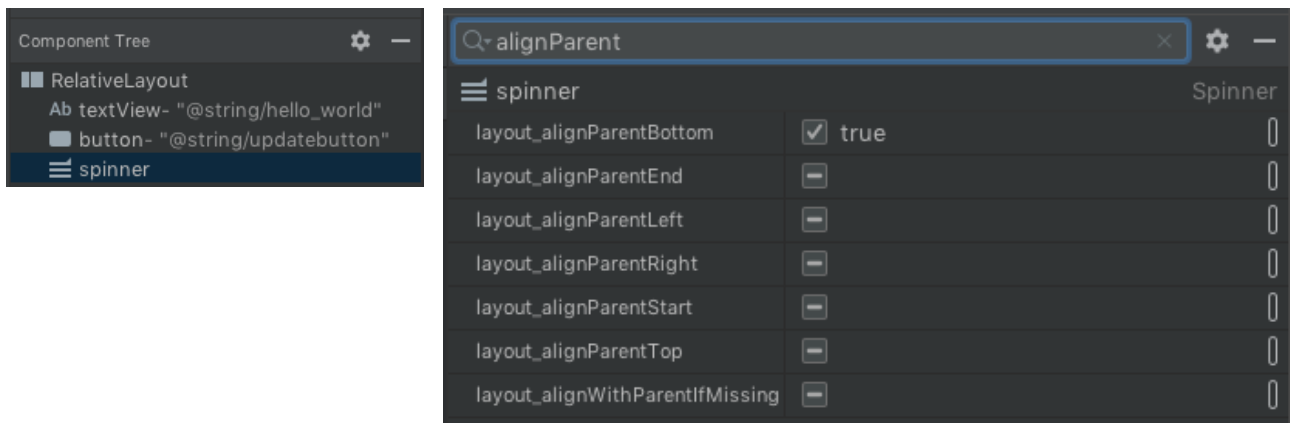 Component Tree
RelativeLayout
Ab textView- "@string/hello_world"
button- "@string/updatebutton"
spinner
alignParent
spinner Spinner
layout_alignParentBottom true
layout_alignParentEnd
layout_alignParentLeft
layout_alignParentRight
layout_alignParentStart
layout_alignParentTop
layout_alignWithParentIfMissing